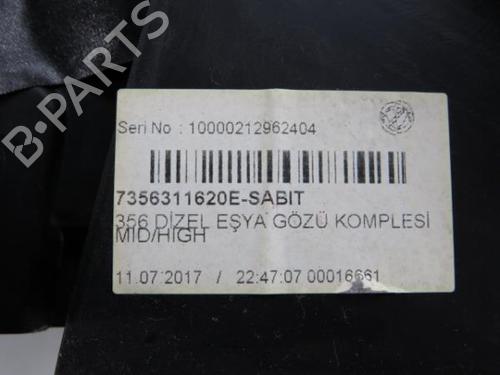 B-PARTS
Seri No : 10000212962404
7356311620E-SABIT
356 DİZEL EŞYA GÖZÜ KOMPLESİ
MID/HIGH
11.07.2017 / 22:47:07 00016661